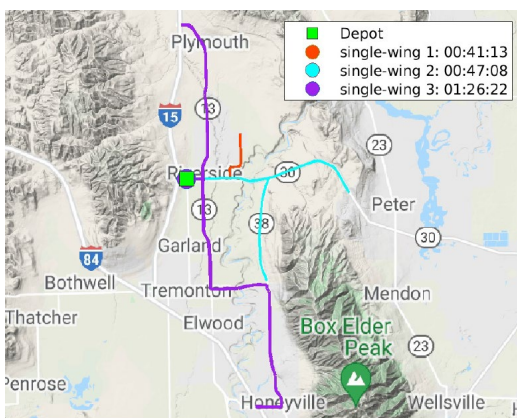 Depot
single-wing 1: 00:41:13
single-wing 2: 00:47:08
single-wing 3: 01:26:22
Plymouth
13
15
23
Riverside
30
Peter
13
38
30
Garland
84
Bothwell
Tremonton
Mendon
Thatcher
Elwood
Box Elder
Peak
23
Penrose
Honeyville
Wellsville